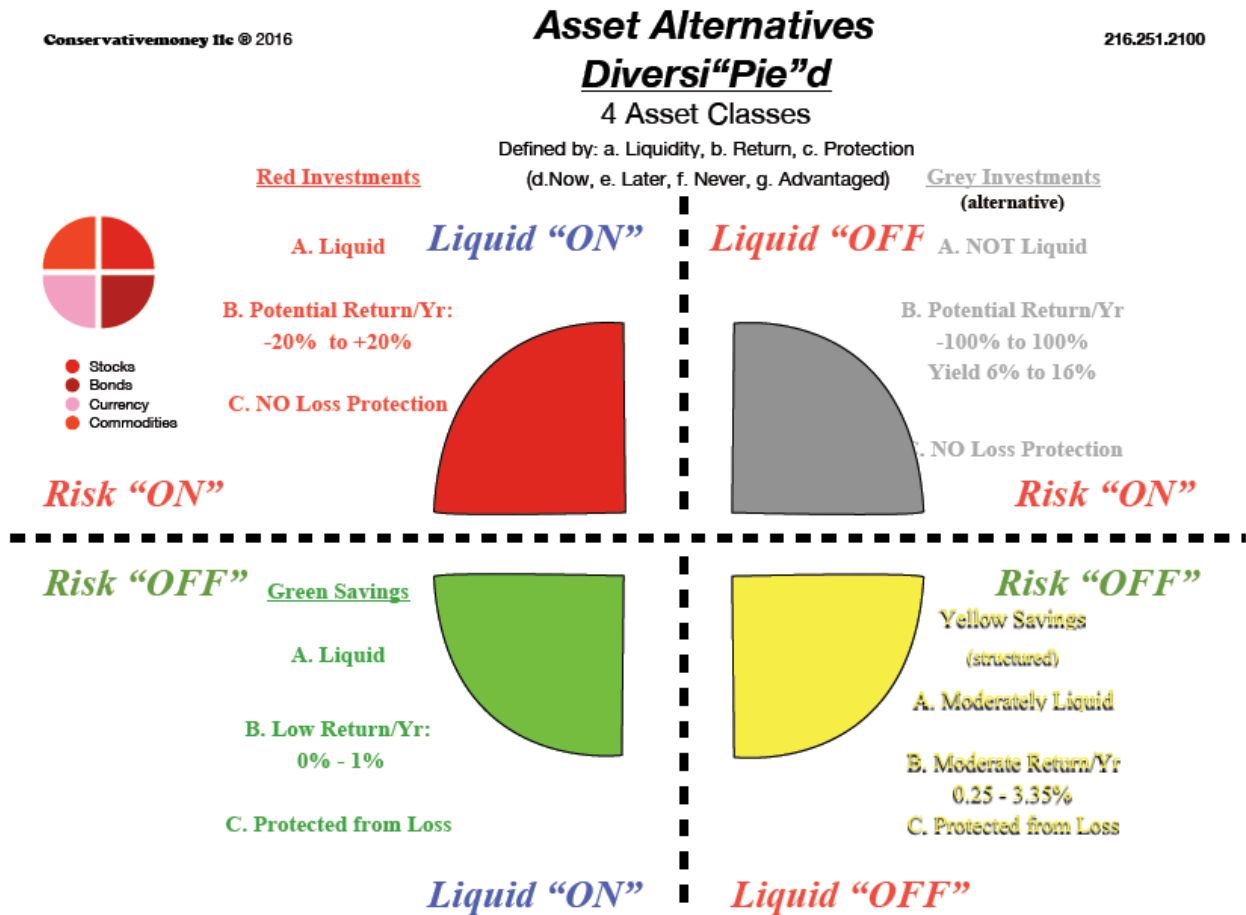 Conservativemoney llc ® 2016
Asset Alternatives
216.251.2100
Diversi“Pie”d
4 Asset Classes
Defined by: a. Liquidity, b. Return, c. Protection
(d.Now, e. Later, f. Never, g. Advantaged)
Red Investments
A. Liquid
B. Potential Return/Yr:
-20% to +20%
C. NO Loss Protection
Liquid “ON”
Stocks
Bonds
Currency
Commodities
Risk “ON”
Liquid “OFF
Grey Investments
(alternative)
A. NOT Liquid
B. Potential Return/Yr
-100% to 100%
Yield 6% to 16%
. NO Loss Protection
Risk “ON”
Risk “OFF”
Green Savings
A. Liquid
B. Low Return/Yr:
0% - 1%
C. Protected from Loss
Liquid “ON”
Risk “OFF”
Yellow Savings
(structured)
A. Moderately Liquid
B. Moderate Return/Yr
0.25 - 3.35%
C. Protected from Loss
Liquid “OFF”